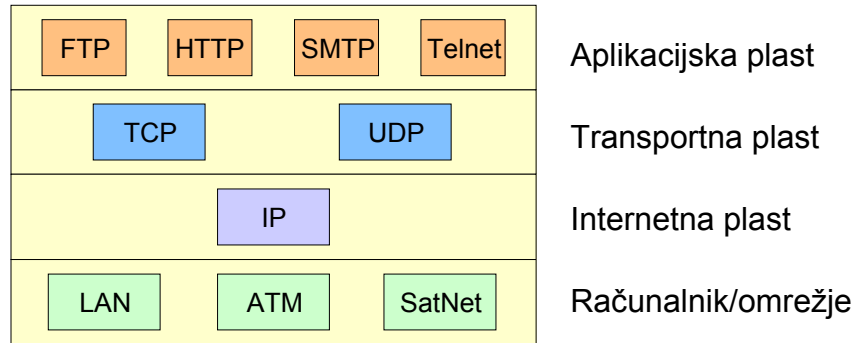 FTP HTTP SMTP Telnet Aplikacijska plast
TCP UDP Transportna plast
IP Internetna plast
LAN ATM SatNet Računalnik/omrežje